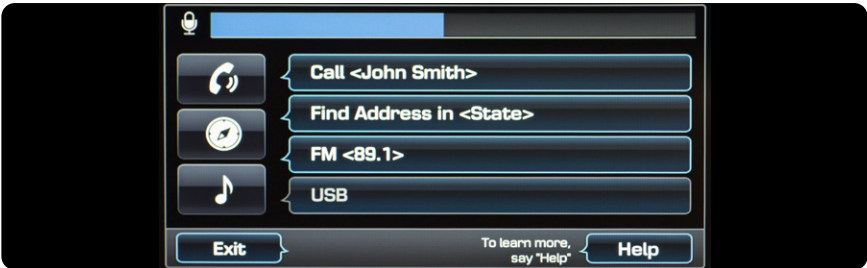 Call <John Smith>
Find Address in <State>
FM <89.1>
USB
Exit
To learn more,
say "Help"
Help